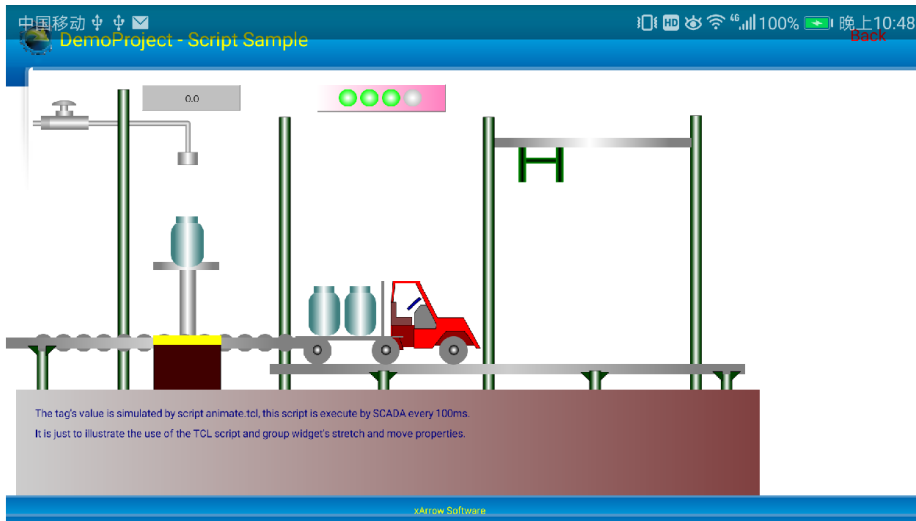 中国移动 HD 4G 100% 晚上10:48
DemoProject - Script Sample
Back
0.0
The tag's value is simulated by script animate.tcl, this script is execute by SCADA every 100ms.
It is just to illustrate the use of the TCL script and group widget's stretch and move properties.
xArrow Software